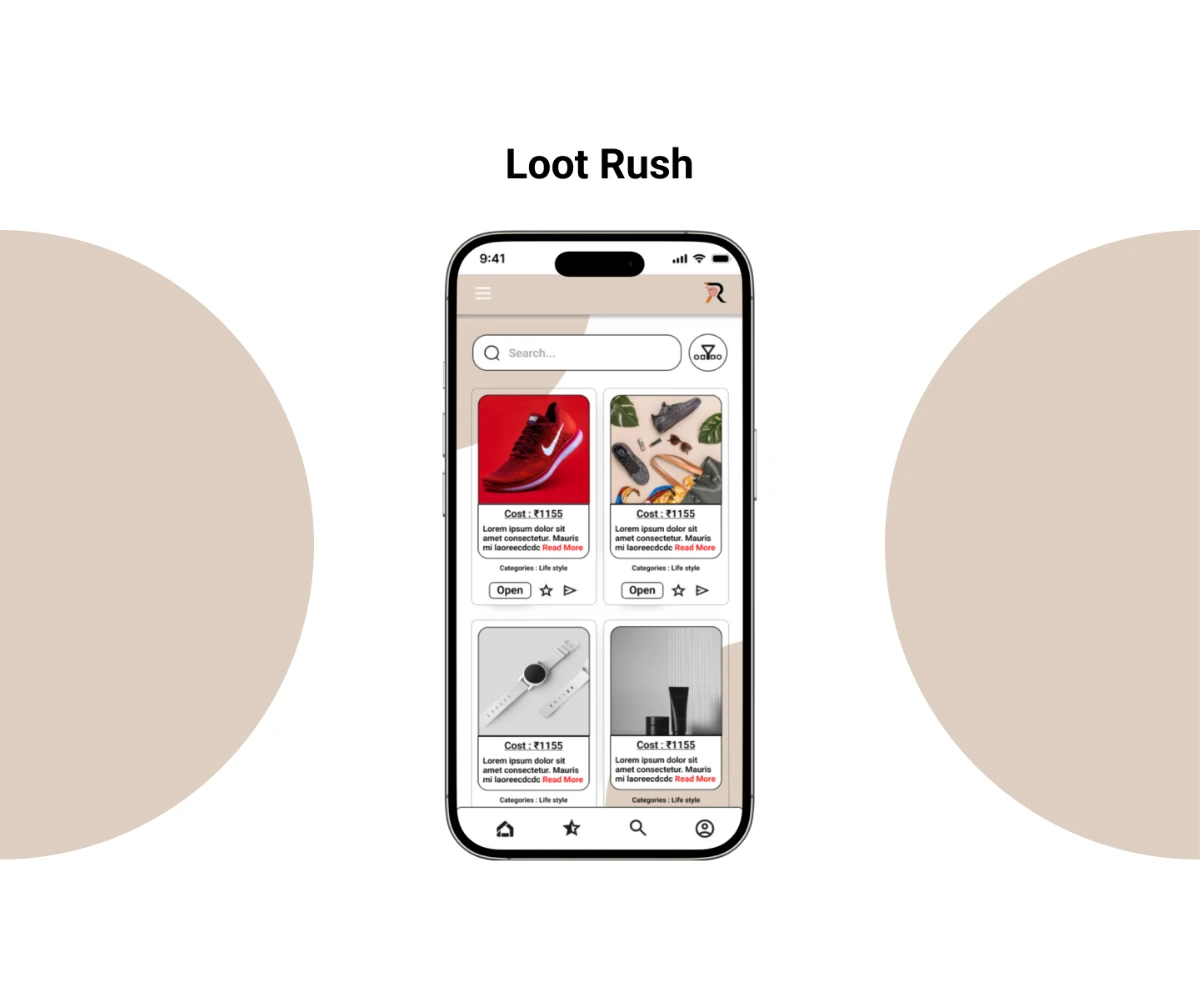 Loot Rush
9:41
Search...
Cost : ₹1155
Lorem ipsum dolor sit
amet consectetur. Mauris
mi laoreecdcdc Read More
Categories : Life style
Open
Cost : ₹1155
Lorem ipsum dolor sit
amet consectetur. Mauris
mi laoreecdcdc Read More
Categories : Life style
Open
Cost : ₹1155
Lorem ipsum dolor sit
amet consectetur. Mauris
mi laoreecdcdc Read More
Categories : Life style
Cost : ₹1155
Lorem ipsum dolor sit
amet consectetur. Mauris
mi laoreecdcdc Read More
Categories : Life style